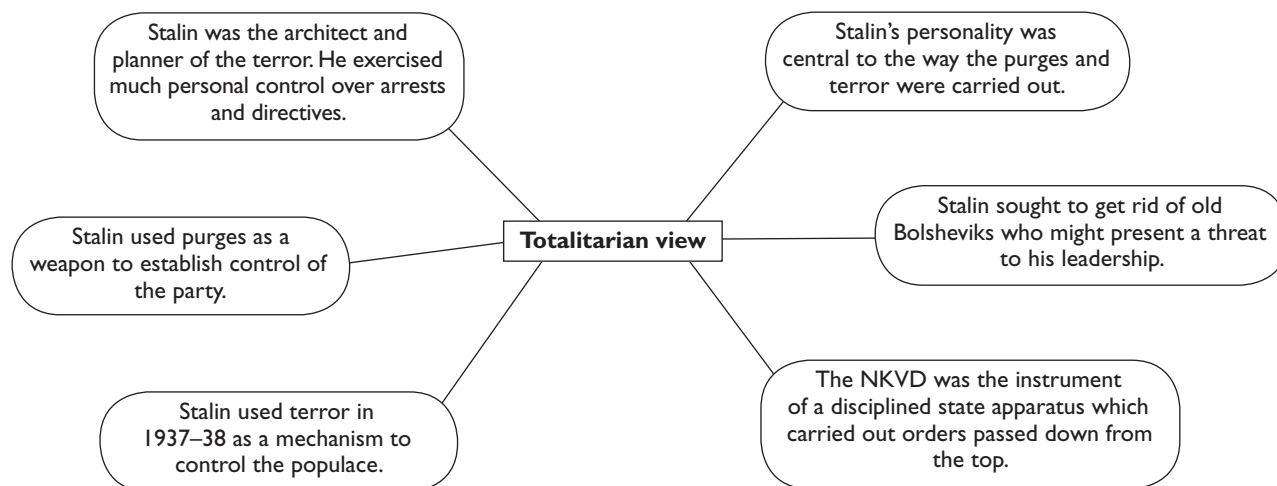 Stalin was the architect and
planner of the terror. He exercised
much personal control over arrests
and directives.
Stalin’s personality was
central to the way the purges and
terror were carried out.
Stalin used purges as a
weapon to establish control of
the party.
Totalitarian view
Stalin sought to get rid of old
Bolsheviks who might present a threat
to his leadership.
Stalin used terror in
1937–38 as a mechanism to
control the populace.
The NKVD was the instrument
of a disciplined state apparatus which
carried out orders passed down from
the top.